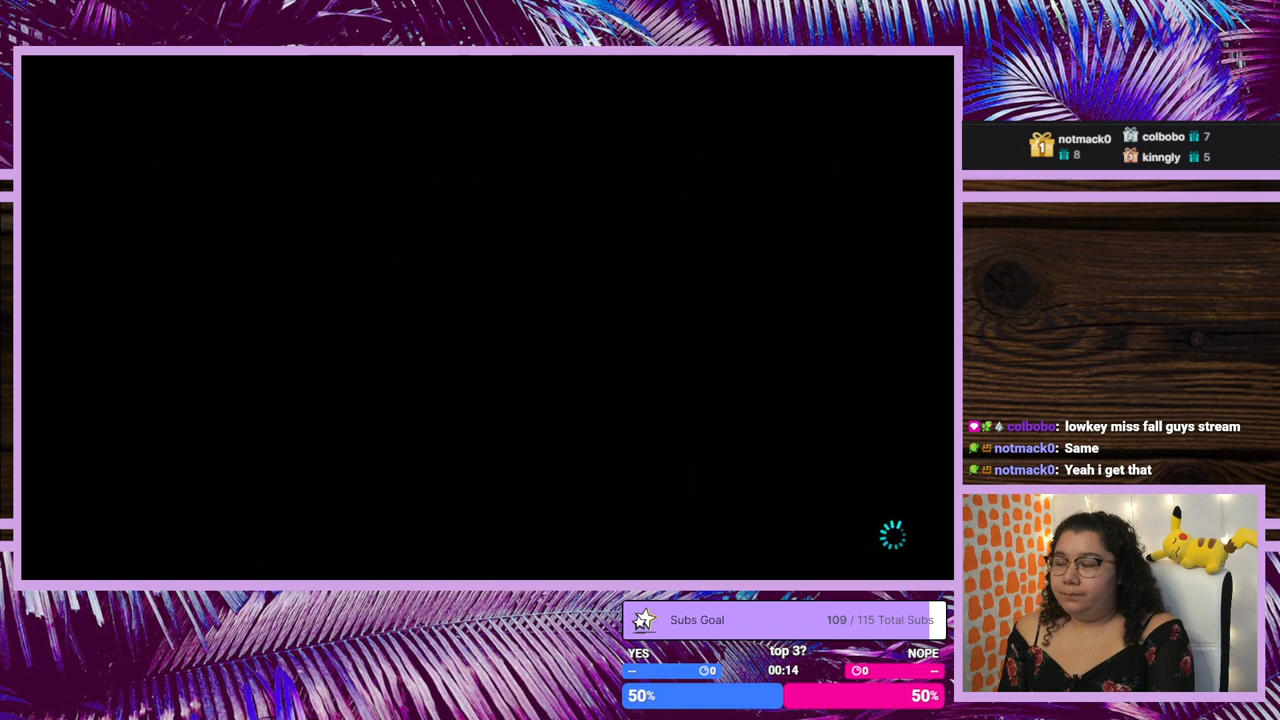 notmack0
8
colbobo 7
kinngly 5
colbobo: lowkey miss fall guys stream
notmack0: Same
notmack0: Yeah i get that
Subs Goal 109 / 115 Total Subs
YES top 3? NOPE
-- 0 00:14 0 --
50% 50%